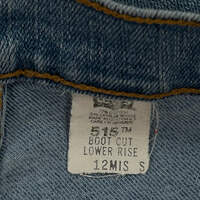 515™
BOOT CUT
LOWER RISE
12MIS S